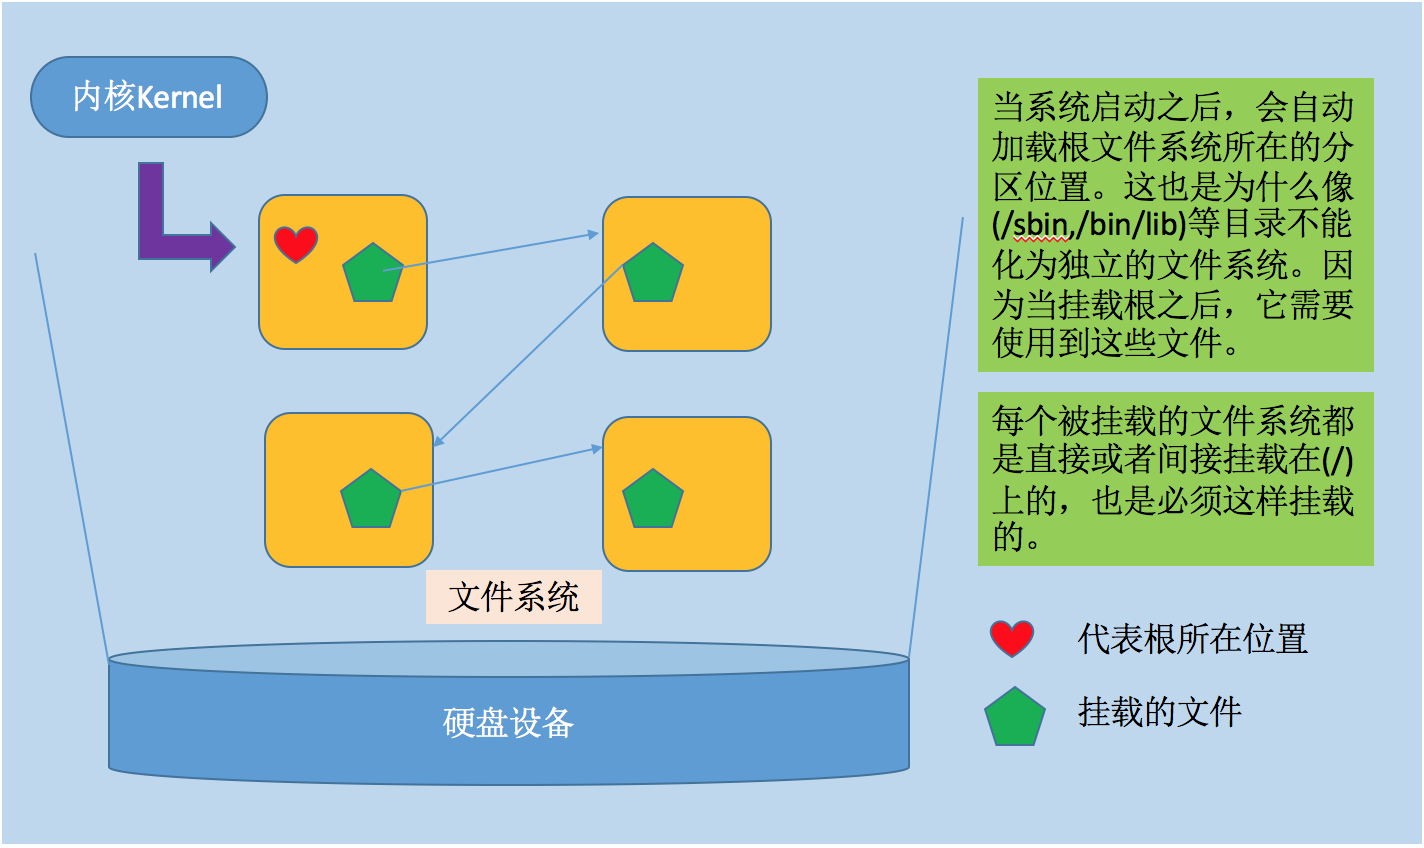 内核Kernel
当系统启动之后，会自动
加载根文件系统所在的分
区位置。这也是为什么像
(/sbin,/bin/lib)等目录不能
化为独立的文件系统。因
为当挂载根之后，它需要
使用到这些文件。
每个被挂载的文件系统都
是直接或者间接挂载在(/)
上的，也是必须这样挂载
的。
文件系统
代表根所在位置
挂载的文件
硬盘设备